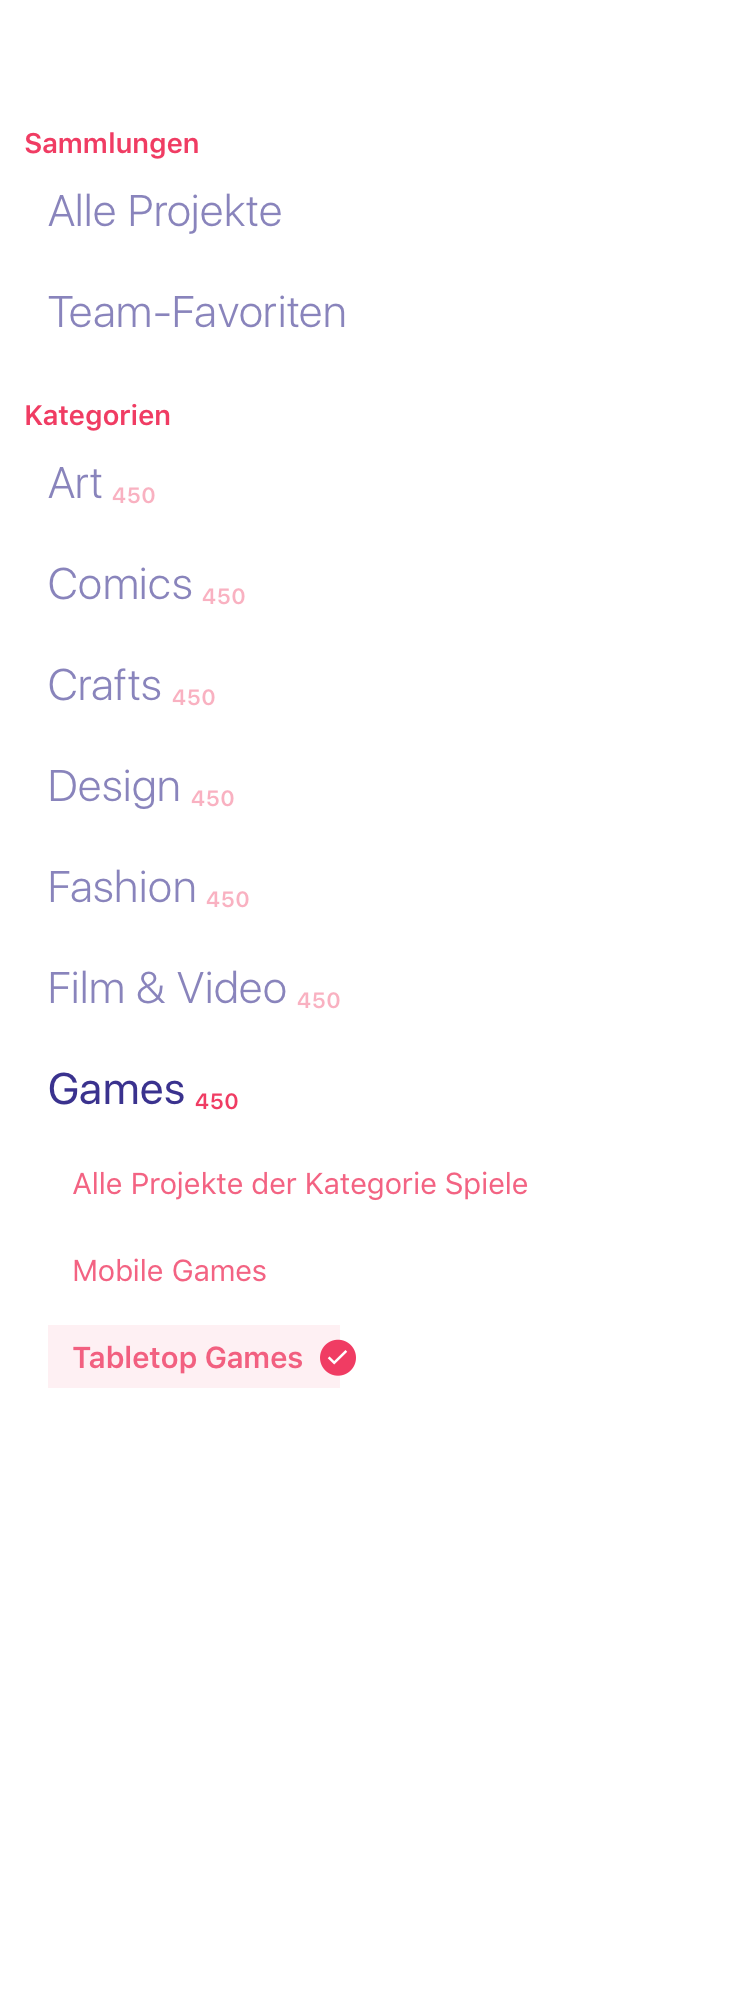 Sammlungen
Alle Projekte
Team-Favoriten
Kategorien
Art 450
Comics 450
Crafts 450
Design 450
Fashion 450
Film & Video 450
Games 450
Alle Projekte der Kategorie Spiele
Mobile Games
Tabletop Games